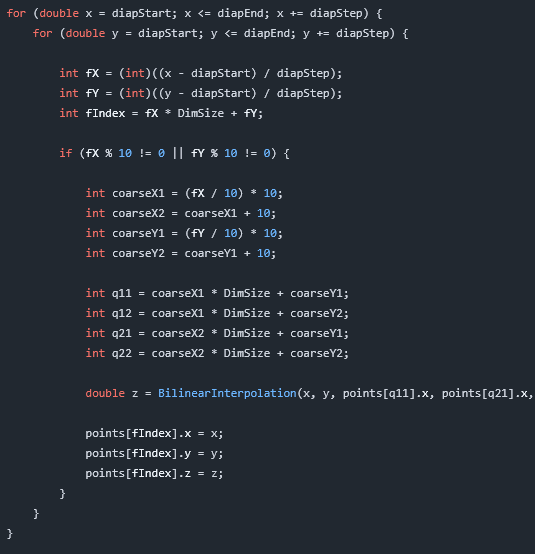 for (double x = diapStart; x <= diapEnd; x += diapStep) {
for (double y = diapStart; y <= diapEnd; y += diapStep) {
int fX = (int)((x - diapStart) / diapStep);
int fY = (int)((y - diapStart) / diapStep);
int fIndex = fX * DimSize + fY;
if (fX % 10 != 0 || fY % 10 != 0) {
int coarseX1 = (fX / 10) * 10;
int coarseX2 = coarseX1 + 10;
int coarseY1 = (fY / 10) * 10;
int coarseY2 = coarseY1 + 10;
int q11 = coarseX1 * DimSize + coarseY1;
int q12 = coarseX1 * DimSize + coarseY2;
int q21 = coarseX2 * DimSize + coarseY1;
int q22 = coarseX2 * DimSize + coarseY2;
double z = BilinearInterpolation(x, y, points[q11].x, points[q21].x,
points[fIndex].x = x;
points[fIndex].y = y;
points[fIndex].z = z;
}
}
}